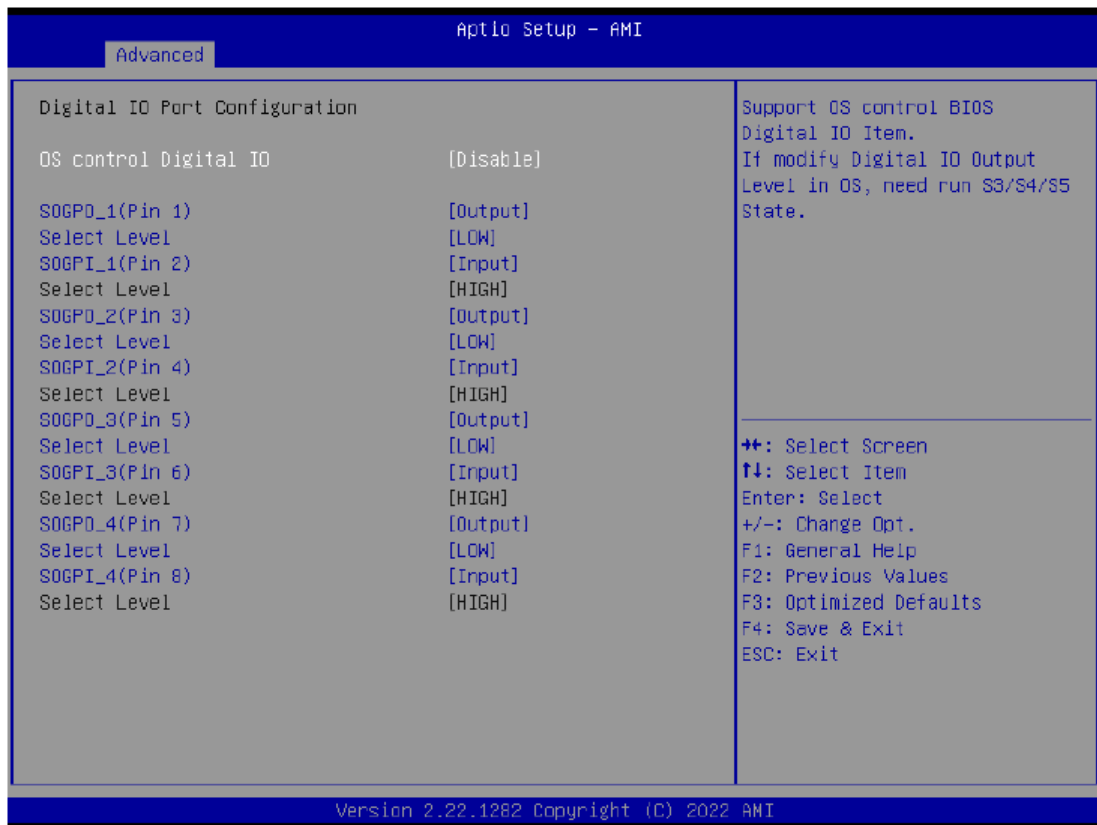 Aptio Setup - AMI
Advanced
Digital IO Port Configuration
OS control Digital IO [Disable]
SOGPO_1(Pin 1) [Output]
Select Level [LOW]
SOGPI_1(Pin 2) [Input]
Select Level [HIGH]
SOGPO_2(Pin 3) [Output]
Select Level [LOW]
SOGPI_2(Pin 4) [Input]
Select Level [HIGH]
SOGPO_3(Pin 5) [Output]
Select Level [LOW]
SOGPI_3(Pin 6) [Input]
Select Level [HIGH]
SOGPO_4(Pin 7) [Output]
Select Level [LOW]
SOGPI_4(Pin 8) [Input]
Select Level [HIGH]
Support OS control BIOS
Digital IO Item.
If modify Digital IO Output
Level in OS, need run S3/S4/S5
State.
→←: Select Screen
↑↓: Select Item
Enter: Select
+/-: Change Opt.
F1: General Help
F2: Previous Values
F3: Optimized Defaults
F4: Save & Exit
ESC: Exit
Version 2.22.1282 Copyright (C) 2022 AMI